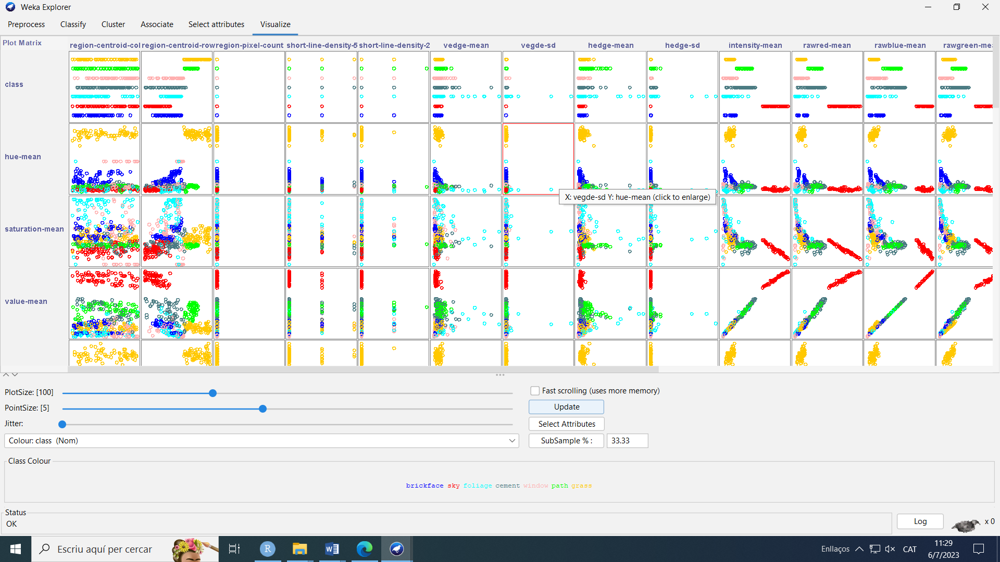 Weka Explorer
Preprocess Classify Cluster Associate Select attributes Visualize
Plot Matrix
region-centroid-col region-centroid-row region-pixel-count short-line-density-5 short-line-density-2 vedge-mean vegde-sd hedge-mean hedge-sd intensity-mean rawred-mean rawblue-mean rawgreen-mea
class
hue-mean
X: vegde-sd Y: hue-mean (click to enlarge)
saturation-mean
value-mean
PlotSize: [100]
Fast scrolling (uses more memory)
PointSize: [5]
Update
Jitter:
Select Attributes
Colour: class (Nom)
SubSample % : 33.33
Class Colour
brickface sky foliage cement window path grass
Status
OK
Log x 0
Escriu aquí per cercar
R
W
Enllaços CAT
11:29
6/7/2023